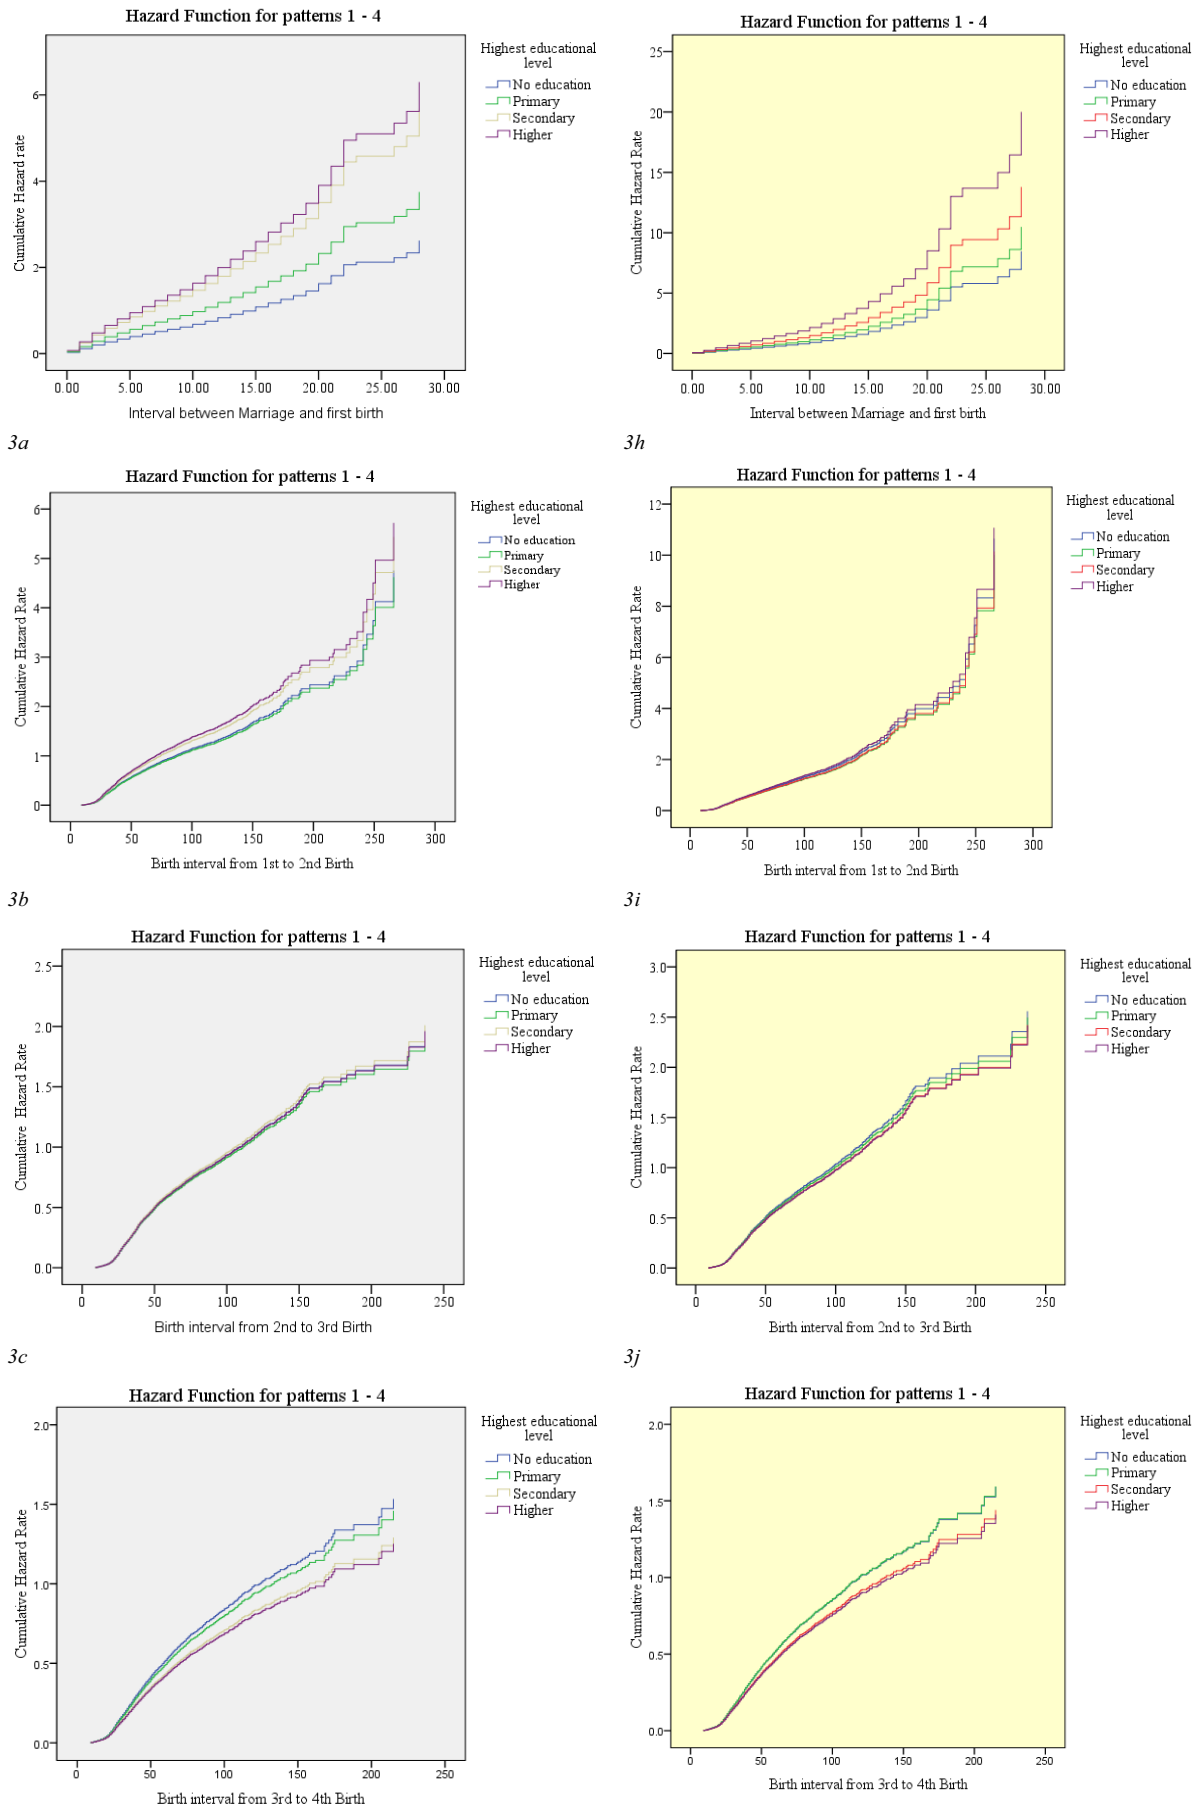 Hazard Function for patterns 1 - 4
Highest educational
level
No education
Primary
Secondary
Higher
Cumulative Hazard rate
6
4
2
0
0.00 5.00 10.00 15.00 20.00 25.00 30.00
Interval between Marriage and first birth
3a
Hazard Function for patterns 1 - 4
Highest educational
level
No education
Primary
Secondary
Higher
Cumulative Hazard Rate
25
20
15
10
5
0
0.00 5.00 10.00 15.00 20.00 25.00 30.00
Interval between Marriage and first birth
3h
Hazard Function for patterns 1 - 4
Highest educational
level
No education
Primary
Secondary
Higher
Cumulative Hazard Rate
6
5
4
3
2
1
0
0 50 100 150 200 250 300
Birth interval from 1st to 2nd Birth
3b
Hazard Function for patterns 1 - 4
Highest educational
level
No education
Primary
Secondary
Higher
Cumulative Hazard Rate
12
10
8
6
4
2
0
0 50 100 150 200 250 300
Birth interval from 1st to 2nd Birth
3i
Hazard Function for patterns 1 - 4
Highest educational
level
No education
Primary
Secondary
Higher
Cumulative Hazard Rate
2.5
2.0
1.5
1.0
0.5
0.0
0 50 100 150 200 250
Birth interval from 2nd to 3rd Birth
3c
Hazard Function for patterns 1 - 4
Highest educational
level
No education
Primary
Secondary
Higher
Cumulative Hazard Rate
3.0
2.5
2.0
1.5
1.0
0.5
0.0
0 50 100 150 200 250
Birth interval from 2nd to 3rd Birth
3j
Hazard Function for patterns 1 - 4
Highest educational
level
No education
Primary
Secondary
Higher
Cumulative Hazard Rate
2.0
1.5
1.0
0.5
0.0
0 50 100 150 200 250
Birth interval from 3rd to 4th Birth
Hazard Function for patterns 1 - 4
Highest educational
level
No education
Primary
Secondary
Higher
Cumulative Hazard Rate
2.0
1.5
1.0
0.5
0.0
0 50 100 150 200 250
Birth interval from 3rd to 4th Birth